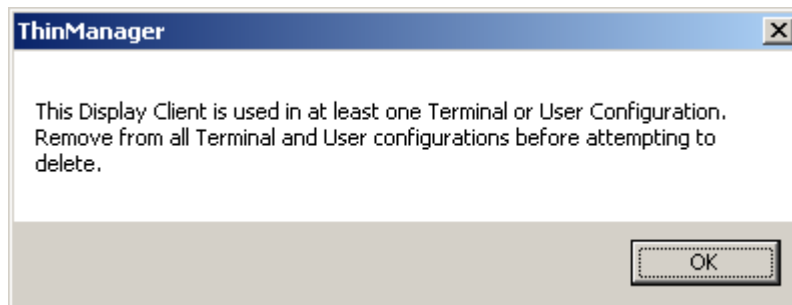 ThinManager
This Display Client is used in at least one Terminal or User Configuration.
Remove from all Terminal and User configurations before attempting to
delete.
OK